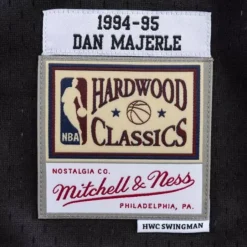 1994-95
DAN MAJERLE
HARDWOOD
NBA
CLASSICS
NOSTALGIA CO.
Mitchell & Ness
PHILADELPHIA, PA.
HWC SWINGMAN